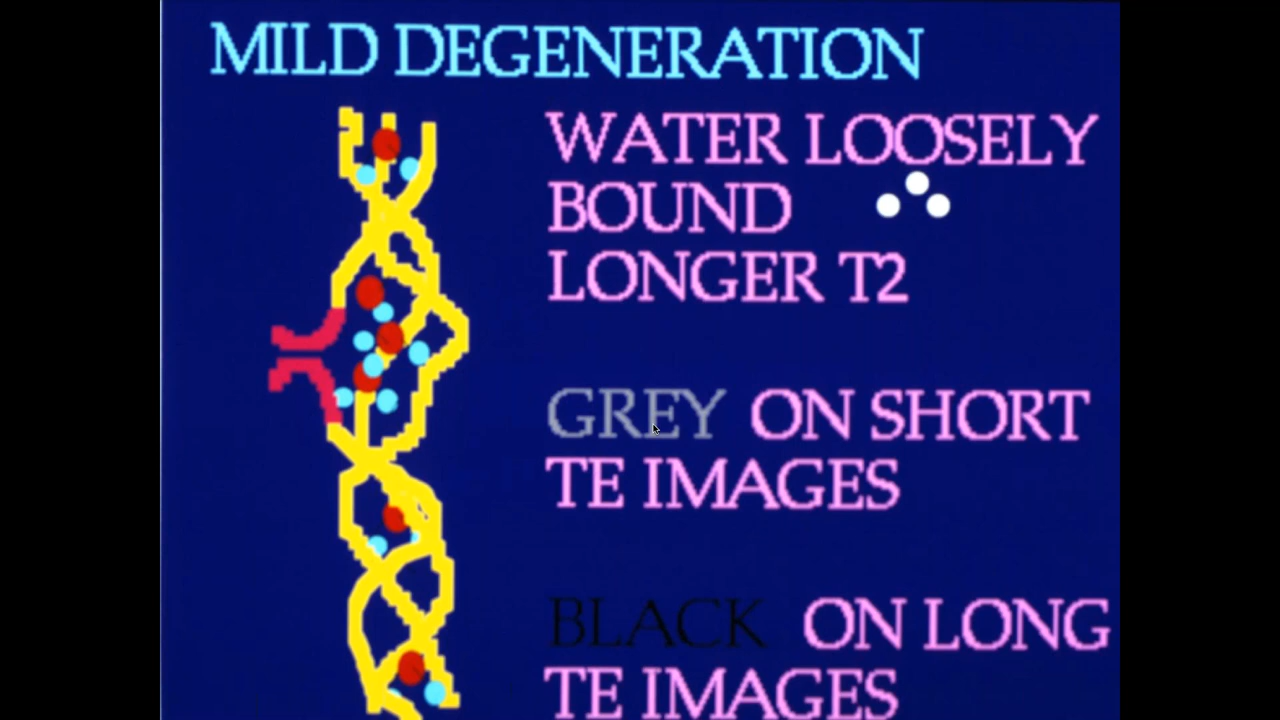 MILD DEGENERATION
WATER LOOSELY
BOUND
LONGER T2
GREY ON SHORT
TE IMAGES
BLACK ON LONG
TE IMAGES